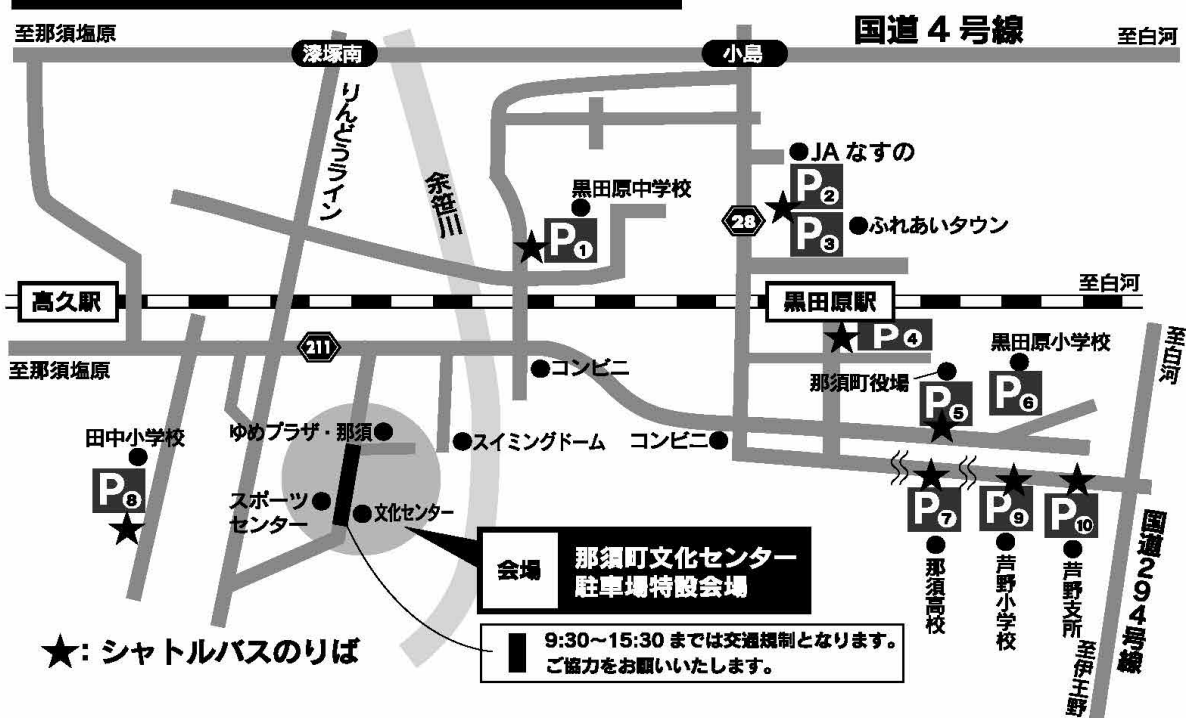 至那須塩原
漆塚南
小島
国道4号線
至白河
りんどうライン
余笹川
JAなすの
P2
黒田原中学校
P1
28
P3
ふれあいタウン
至白河
高久駅
黒田原駅
P4
211
至那須塩原
コンビニ
黒田原小学校
至白河
那須町役場
P5
P6
田中小学校
ゆめプラザ・那須
スイミングドーム
コンビニ
P8
スポーツ
センター
文化センター
P7
P9
P10
那須高校
芦野小学校
芦野支所
国道294号線
至伊王野
会場
那須町文化センター
駐車場特設会場
9:30～15:30までは交通規制となります。
ご協力をお願いいたします。
★:シャトルバスのりば